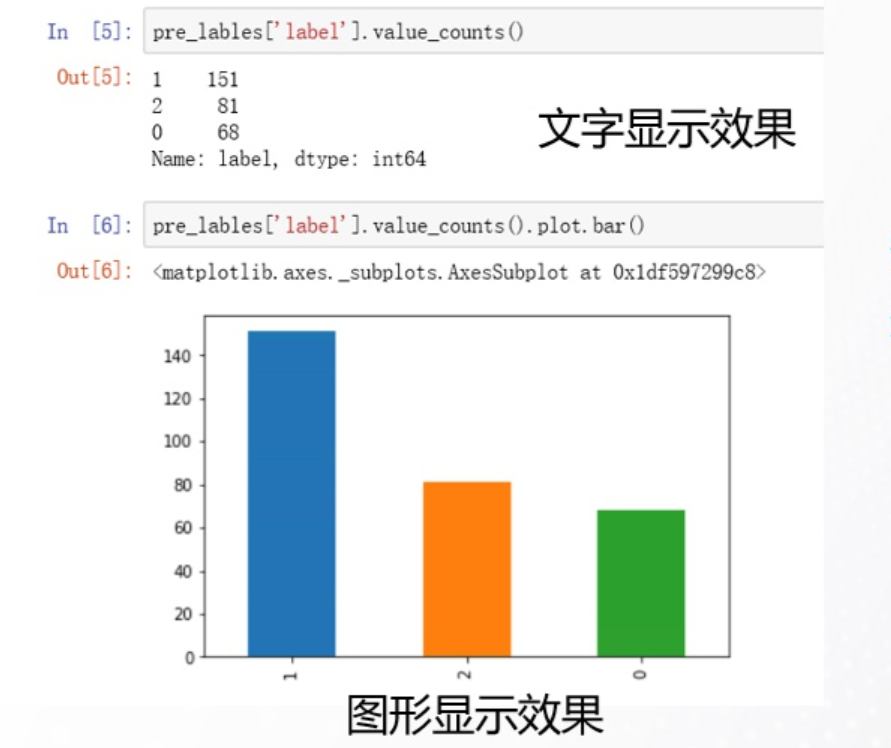 In [5]: pre_lables['label'].value_counts()
Out[5]: 1 151
2 81
0 68
Name: label, dtype: int64
文字显示效果
In [6]: pre_lables['label'].value_counts().plot.bar()
Out[6]: <matplotlib.axes._subplots.AxesSubplot at 0x1df597299c8>
140
120
100
80
60
40
20
0
1 2 0
图形显示效果